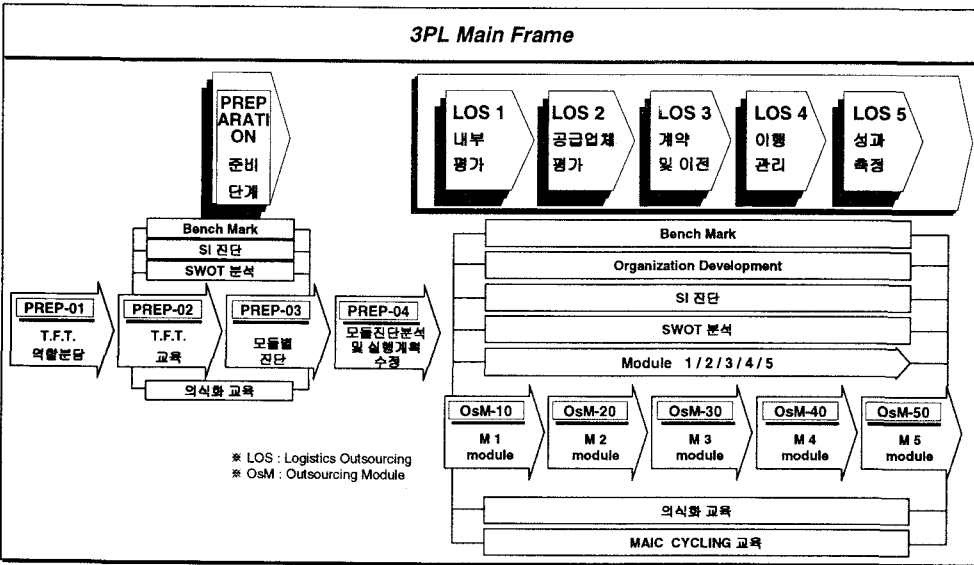 3PL Main Frame
PREP
ARATI
ON
준비
단계
LOS 1
내부
평가
LOS 2
공급업체
평가
LOS 3
계약
및 이전
LOS 4
이행
관리
LOS 5
성과
측정
Bench Mark
SI 진단
SWOT 분석
PREP-01
T.F.T.
역할분담
PREP-02
T.F.T.
교육
PREP-03
모듈별
진단
PREP-04
모듈진단분석
및 실행계획
수정
의식화 교육
Bench Mark
Organization Development
SI 진단
SWOT 분석
Module 1 / 2 / 3 / 4 / 5
OsM-10
M 1
module
OsM-20
M 2
module
OsM-30
M 3
module
OsM-40
M 4
module
OsM-50
M 5
module
의식화 교육
MAIC CYCLING 교육
※ LOS : Logistics Outsourcing
※ OsM : Outsourcing Module